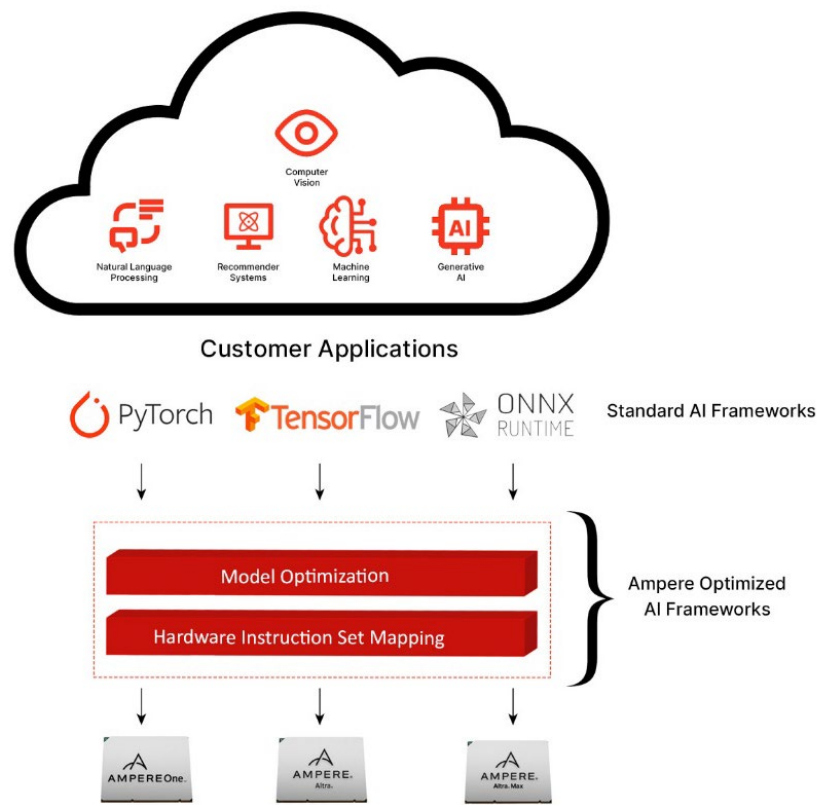 Computer
Vision
Natural Language
Processing
Recommender
Systems
Machine
Learning
AI
Generative
AI
Customer Applications
PyTorch
TensorFlow
ONNX
RUNTIME
Standard AI Frameworks
Model Optimization
Hardware Instruction Set Mapping
Ampere Optimized
AI Frameworks
AMPEREOne.
AMPERE.
Altra.
AMPERE.
Altra. Max